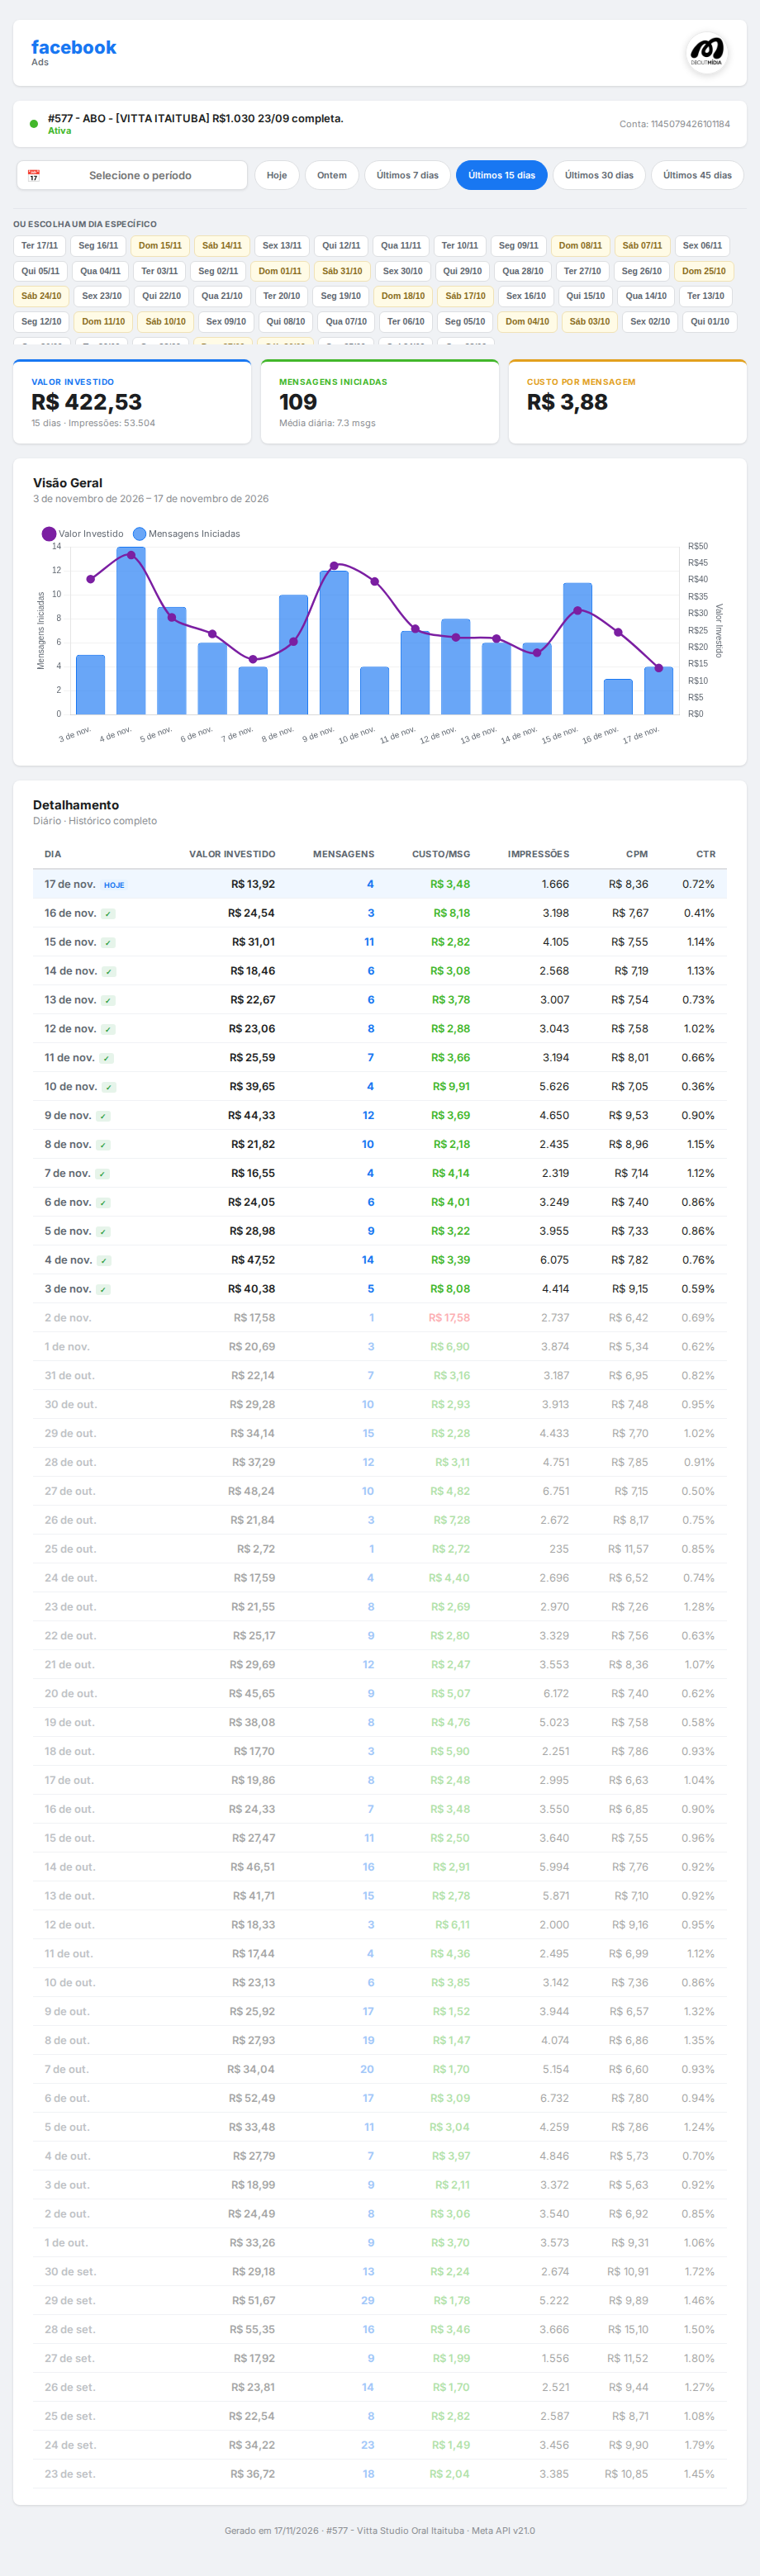 facebook
Ads
DEBOUTMÍDIA
#577 - ABO - [VITTA ITAITUBA] R$1.030 23/09 completa.
Ativa
Conta: 1145079426101184
Selecione o período
Hoje
Ontem
Últimos 7 dias
Últimos 15 dias
Últimos 30 dias
Últimos 45 dias
OU ESCOLHA UM DIA ESPECÍFICO
Ter 17/11 Seg 16/11 Dom 15/11 Sáb 14/11 Sex 13/11 Qui 12/11 Qua 11/11 Ter 10/11 Seg 09/11 Dom 08/11 Sáb 07/11 Sex 06/11
Qui 05/11 Qua 04/11 Ter 03/11 Seg 02/11 Dom 01/11 Sáb 31/10 Sex 30/10 Qui 29/10 Qua 28/10 Ter 27/10 Seg 26/10 Dom 25/10
Sáb 24/10 Sex 23/10 Qui 22/10 Qua 21/10 Ter 20/10 Seg 19/10 Dom 18/10 Sáb 17/10 Sex 16/10 Qui 15/10 Qua 14/10 Ter 13/10
Seg 12/10 Dom 11/10 Sáb 10/10 Sex 09/10 Qui 08/10 Qua 07/10 Ter 06/10 Seg 05/10 Dom 04/10 Sáb 03/10 Sex 02/10 Qui 01/10
VALOR INVESTIDO
R$ 422,53
15 dias · Impressões: 53.504
MENSAGENS INICIADAS
109
Média diária: 7.3 msgs
CUSTO POR MENSAGEM
R$ 3,88
Visão Geral
3 de novembro de 2026 – 17 de novembro de 2026
Valor Investido Mensagens Iniciadas
Mensagens Iniciadas
14
12
10
8
6
4
2
0
R$50
R$45
R$40
R$35
R$30
R$25
R$20
R$15
R$10
R$5
R$0
Valor Investido
3 de nov. 4 de nov. 5 de nov. 6 de nov. 7 de nov. 8 de nov. 9 de nov. 10 de nov. 11 de nov. 12 de nov. 13 de nov. 14 de nov. 15 de nov. 16 de nov. 17 de nov.
Detalhamento
Diário · Histórico completo
DIA VALOR INVESTIDO MENSAGENS CUSTO/MSG IMPRESSÕES CPM CTR
17 de nov. HOJE R$ 13,92 4 R$ 3,48 1.666 R$ 8,36 0.72%
16 de nov. ✓ R$ 24,54 3 R$ 8,18 3.198 R$ 7,67 0.41%
15 de nov. ✓ R$ 31,01 11 R$ 2,82 4.105 R$ 7,55 1.14%
14 de nov. ✓ R$ 18,46 6 R$ 3,08 2.568 R$ 7,19 1.13%
13 de nov. ✓ R$ 22,67 6 R$ 3,78 3.007 R$ 7,54 0.73%
12 de nov. ✓ R$ 23,06 8 R$ 2,88 3.043 R$ 7,58 1.02%
11 de nov. ✓ R$ 25,59 7 R$ 3,66 3.194 R$ 8,01 0.66%
10 de nov. ✓ R$ 39,65 4 R$ 9,91 5.626 R$ 7,05 0.36%
9 de nov. ✓ R$ 44,33 12 R$ 3,69 4.650 R$ 9,53 0.90%
8 de nov. ✓ R$ 21,82 10 R$ 2,18 2.435 R$ 8,96 1.15%
7 de nov. ✓ R$ 16,55 4 R$ 4,14 2.319 R$ 7,14 1.12%
6 de nov. ✓ R$ 24,05 6 R$ 4,01 3.249 R$ 7,40 0.86%
5 de nov. ✓ R$ 28,98 9 R$ 3,22 3.955 R$ 7,33 0.86%
4 de nov. ✓ R$ 47,52 14 R$ 3,39 6.075 R$ 7,82 0.76%
3 de nov. ✓ R$ 40,38 5 R$ 8,08 4.414 R$ 9,15 0.59%
2 de nov. R$ 17,58 1 R$ 17,58 2.737 R$ 6,42 0.69%
1 de nov. R$ 20,69 3 R$ 6,90 3.874 R$ 5,34 0.62%
31 de out. R$ 22,14 7 R$ 3,16 3.187 R$ 6,95 0.82%
30 de out. R$ 29,28 10 R$ 2,93 3.913 R$ 7,48 0.95%
29 de out. R$ 34,14 15 R$ 2,28 4.433 R$ 7,70 1.02%
28 de out. R$ 37,29 12 R$ 3,11 4.751 R$ 7,85 0.91%
27 de out. R$ 48,24 10 R$ 4,82 6.751 R$ 7,15 0.50%
26 de out. R$ 21,84 3 R$ 7,28 2.672 R$ 8,17 0.75%
25 de out. R$ 2,72 1 R$ 2,72 235 R$ 11,57 0.85%
24 de out. R$ 17,59 4 R$ 4,40 2.696 R$ 6,52 0.74%
23 de out. R$ 21,55 8 R$ 2,69 2.970 R$ 7,26 1.28%
22 de out. R$ 25,17 9 R$ 2,80 3.329 R$ 7,56 0.63%
21 de out. R$ 29,69 12 R$ 2,47 3.553 R$ 8,36 1.07%
20 de out. R$ 45,65 9 R$ 5,07 6.172 R$ 7,40 0.62%
19 de out. R$ 38,08 8 R$ 4,76 5.023 R$ 7,58 0.58%
18 de out. R$ 17,70 3 R$ 5,90 2.251 R$ 7,86 0.93%
17 de out. R$ 19,86 8 R$ 2,48 2.995 R$ 6,63 1.04%
16 de out. R$ 24,33 7 R$ 3,48 3.550 R$ 6,85 0.90%
15 de out. R$ 27,47 11 R$ 2,50 3.640 R$ 7,55 0.96%
14 de out. R$ 46,51 16 R$ 2,91 5.994 R$ 7,76 0.92%
13 de out. R$ 41,71 15 R$ 2,78 5.871 R$ 7,10 0.92%
12 de out. R$ 18,33 3 R$ 6,11 2.000 R$ 9,16 0.95%
11 de out. R$ 17,44 4 R$ 4,36 2.495 R$ 6,99 1.12%
10 de out. R$ 23,13 6 R$ 3,85 3.142 R$ 7,36 0.86%
9 de out. R$ 25,92 17 R$ 1,52 3.944 R$ 6,57 1.32%
8 de out. R$ 27,93 19 R$ 1,47 4.074 R$ 6,86 1.35%
7 de out. R$ 34,04 20 R$ 1,70 5.154 R$ 6,60 0.93%
6 de out. R$ 52,49 17 R$ 3,09 6.732 R$ 7,80 0.94%
5 de out. R$ 33,48 11 R$ 3,04 4.259 R$ 7,86 1.24%
4 de out. R$ 27,79 7 R$ 3,97 4.846 R$ 5,73 0.70%
3 de out. R$ 18,99 9 R$ 2,11 3.372 R$ 5,63 0.92%
2 de out. R$ 24,49 8 R$ 3,06 3.540 R$ 6,92 0.85%
1 de out. R$ 33,26 9 R$ 3,70 3.573 R$ 9,31 1.06%
30 de set. R$ 29,18 13 R$ 2,24 2.674 R$ 10,91 1.72%
29 de set. R$ 51,67 29 R$ 1,78 5.222 R$ 9,89 1.46%
28 de set. R$ 55,35 16 R$ 3,46 3.666 R$ 15,10 1.50%
27 de set. R$ 17,92 9 R$ 1,99 1.556 R$ 11,52 1.80%
26 de set. R$ 23,81 14 R$ 1,70 2.521 R$ 9,44 1.27%
25 de set. R$ 22,54 8 R$ 2,82 2.587 R$ 8,71 1.08%
24 de set. R$ 34,22 23 R$ 1,49 3.456 R$ 9,90 1.79%
23 de set. R$ 36,72 18 R$ 2,04 3.385 R$ 10,85 1.45%
Gerado em 17/11/2026 · #577 - Vitta Studio Oral Itaituba · Meta API v21.0